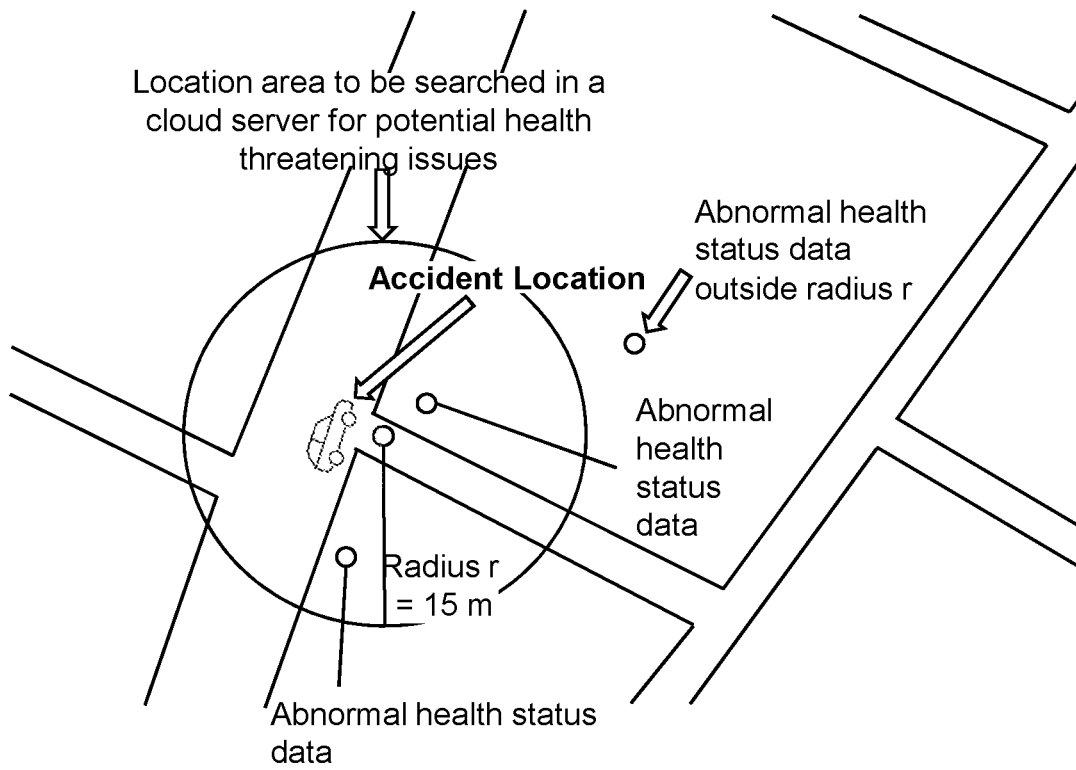 Location area to be searched in a
cloud server for potential health
threatening issues
Abnormal health
status data
outside radius r
Accident Location
Abnormal
health
status
data
Radius r
= 15 m
Abnormal health status
data